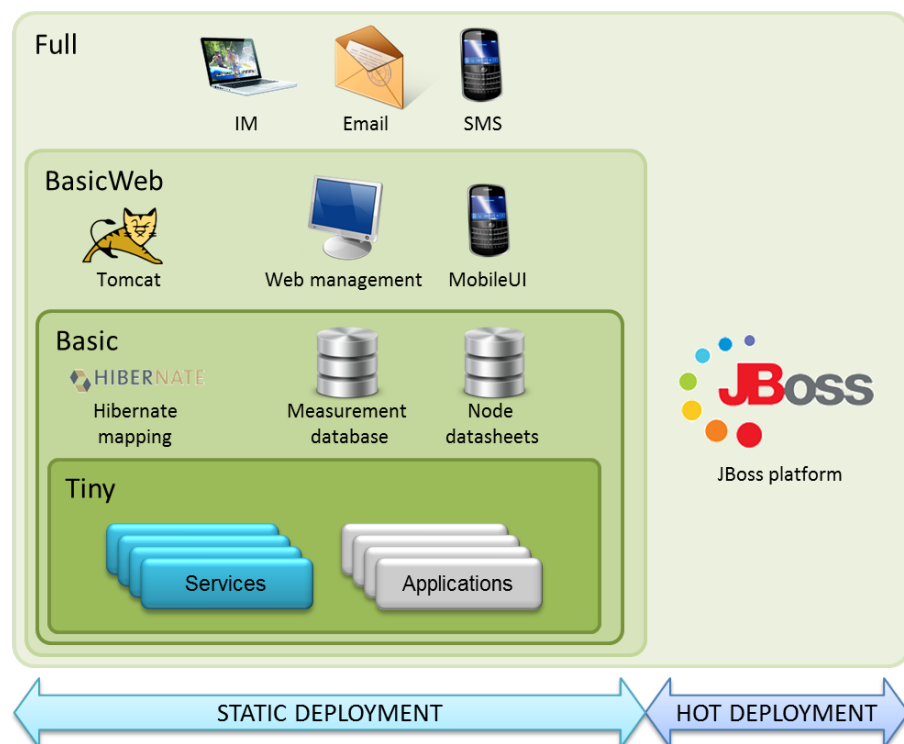 Full
IM
Email
SMS
BasicWeb
Tomcat
Web management
MobileUI
Basic
HIBERNATE
Hibernate
mapping
Measurement
database
Node
datasheets
JBoss
JBoss platform
Tiny
Services
Applications
STATIC DEPLOYMENT
HOT DEPLOYMENT